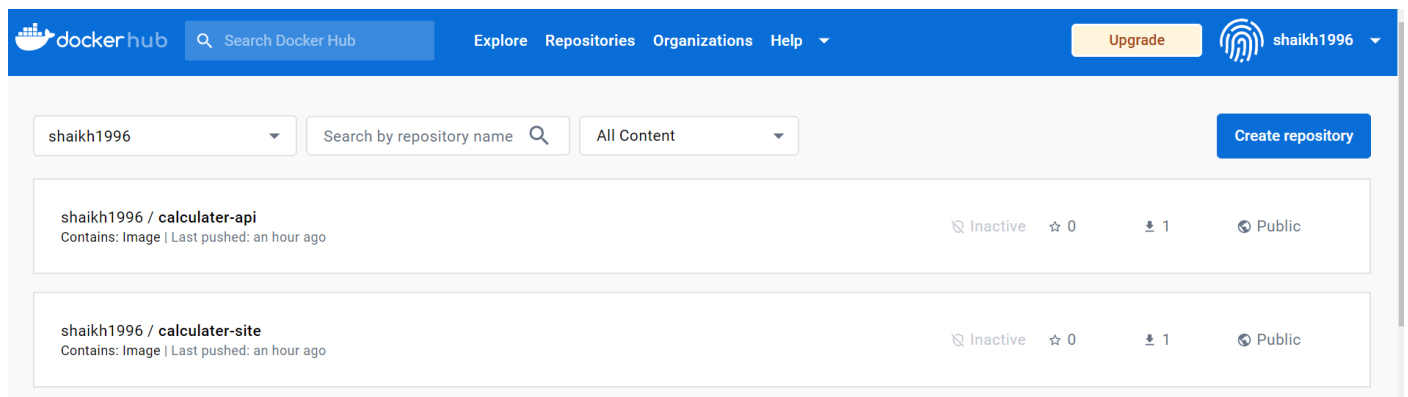 dockerhub Search Docker Hub Explore Repositories Organizations Help Upgrade shaikh1996
shaikh1996 Search by repository name All Content Create repository
shaikh1996 / calculater-api
Contains: Image | Last pushed: an hour ago
Inactive 0 1 Public
shaikh1996 / calculater-site
Contains: Image | Last pushed: an hour ago
Inactive 0 1 Public